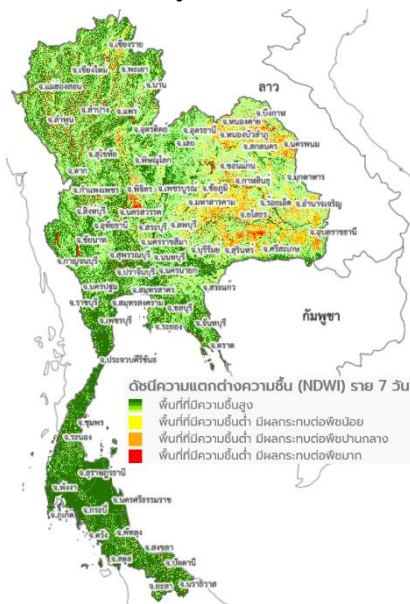 จ.เชียงราย
จ.เชียงใหม่ จ.พะเยา
จ.แม่ฮ่องสอน จ.น่าน
จ.ลำปาง จ.แพร่
จ.ลำพูน
จ.อุตรดิตถ์
จ.สุโขทัย
จ.พิษณุโลก
จ.ตาก
จ.กำแพงเพชร จ.พิจิตร จ.เพชรบูรณ์ จ.ชัยภูมิ
ลาว
จ.บึงกาฬ
จ.หนองคาย
จ.อุดรธานี จ.หนองบัวลำภู
จ.เลย จ.สกลนคร จ.นครพนม
จ.ขอนแก่น
จ.กาฬสินธุ์ จ.มุกดาหาร
จ.มหาสารคาม จ.ร้อยเอ็ด จ.อำนาจเจริญ
จ.ยโสธร
จ.อุบลราชธานี
จ.บุรีรัมย์ จ.สุรินทร์ จ.ศรีสะเกษ
จ.สิงห์บุรี จ.นครสวรรค์
จ.อุทัยธานี จ.สระบุรี จ.ลพบุรี
จ.ชัยนาท จ.นครราชสีมา
จ.สุพรรณบุรี จ.นนทบุรี
จ.กาญจนบุรี
จ.ปราจีนบุรี จ.นครนายก
จ.นครปฐม จ.สมุทรสาคร จ.สระแก้ว
จ.ราชบุรี จ.สมุทรสงคราม
จ.ชลบุรี
จ.เพชรบุรี จ.ระยอง จ.จันทบุรี
จ.ตราด
กัมพูชา
จ.ประจวบคีรีขันธ์
ดัชนีความแตกต่างความชื้น (NDWI) ราย 7 วัน
พื้นที่ที่มีความชื้นสูง
พื้นที่ที่มีความชื้นต่ำ มีผลกระทบต่อพืชน้อย
พื้นที่ที่มีความชื้นต่ำ มีผลกระทบต่อพืชปานกลาง
พื้นที่ที่มีความชื้นต่ำ มีผลกระทบต่อพืชมาก
จ.ชุมพร
จ.ระนอง
จ.สุราษฎร์ธานี
จ.พังงา จ.นครศรีธรรมราช
จ.กระบี่
จ.ภูเก็ต
จ.ตรัง จ.พัทลุง
จ.สตูล จ.สงขลา
จ.ปัตตานี
จ.ยะลา จ.นราธิวาส